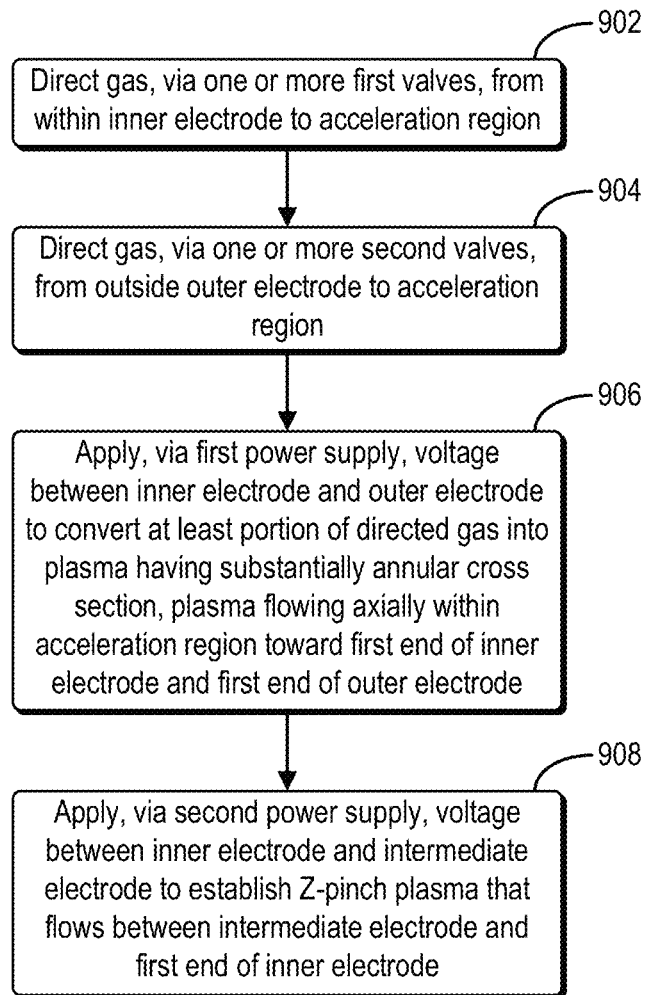 902
Direct gas, via one or more first valves, from
within inner electrode to acceleration region
904
Direct gas, via one or more second valves,
from outside outer electrode to acceleration
region
906
Apply, via first power supply, voltage
between inner electrode and outer electrode
to convert at least portion of directed gas into
plasma having substantially annular cross
section, plasma flowing axially within
acceleration region toward first end of inner
electrode and first end of outer electrode
908
Apply, via second power supply, voltage
between inner electrode and intermediate
electrode to establish Z-pinch plasma that
flows between intermediate electrode and
first end of inner electrode